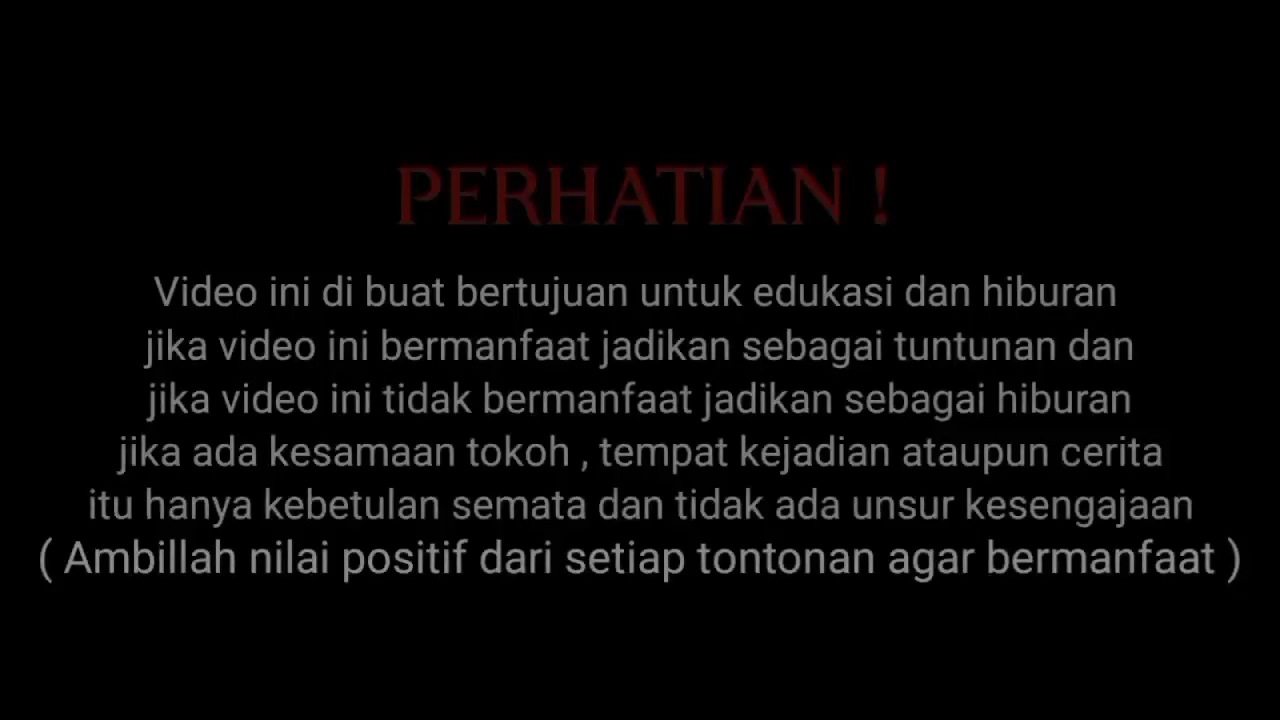 PERHATIAN !
Video ini di buat bertujuan untuk edukasi dan hiburan
jika video ini bermanfaat jadikan sebagai tuntunan dan
jika video ini tidak bermanfaat jadikan sebagai hiburan
jika ada kesamaan tokoh , tempat kejadian ataupun cerita
itu hanya kebetulan semata dan tidak ada unsur kesengajaan
( Ambillah nilai positif dari setiap tontonan agar bermanfaat )